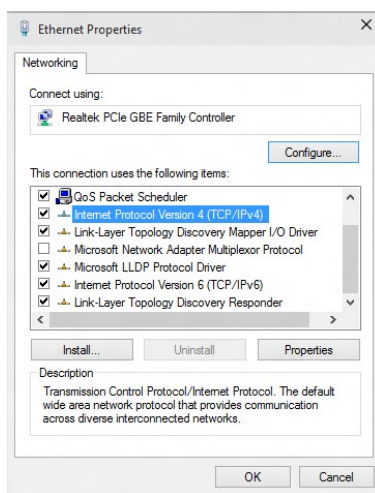 Ethernet Properties
Networking
Connect using:
Realtek PCIe GBE Family Controller
Configure...
This connection uses the following items:
QoS Packet Scheduler
Internet Protocol Version 4 (TCP/IPv4)
Link-Layer Topology Discovery Mapper I/O Driver
Microsoft Network Adapter Multiplexor Protocol
Microsoft LLDP Protocol Driver
Internet Protocol Version 6 (TCP/IPv6)
Link-Layer Topology Discovery Responder
Install... Uninstall Properties
Description
Transmission Control Protocol/Internet Protocol. The default
wide area network protocol that provides communication
across diverse interconnected networks.
OK Cancel